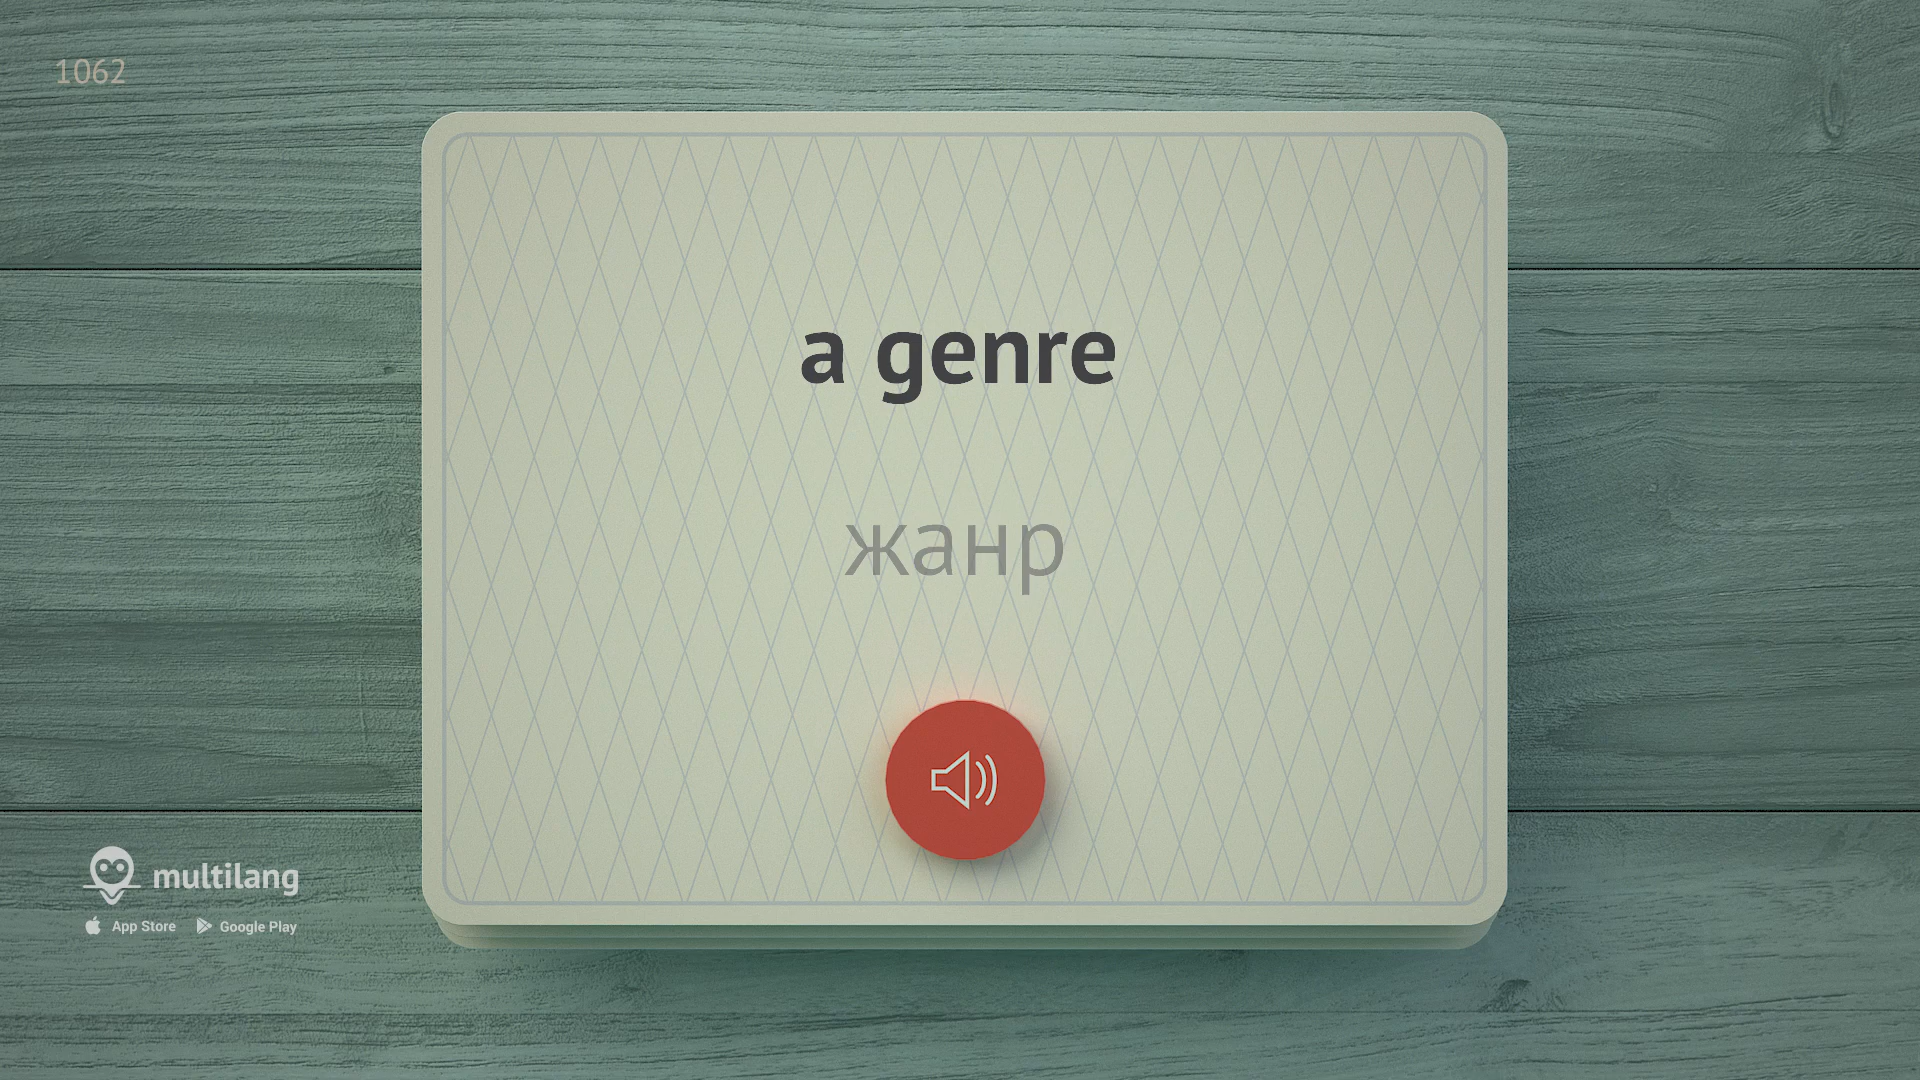 1062
a genre
жанр
multilang
App Store
Google Play